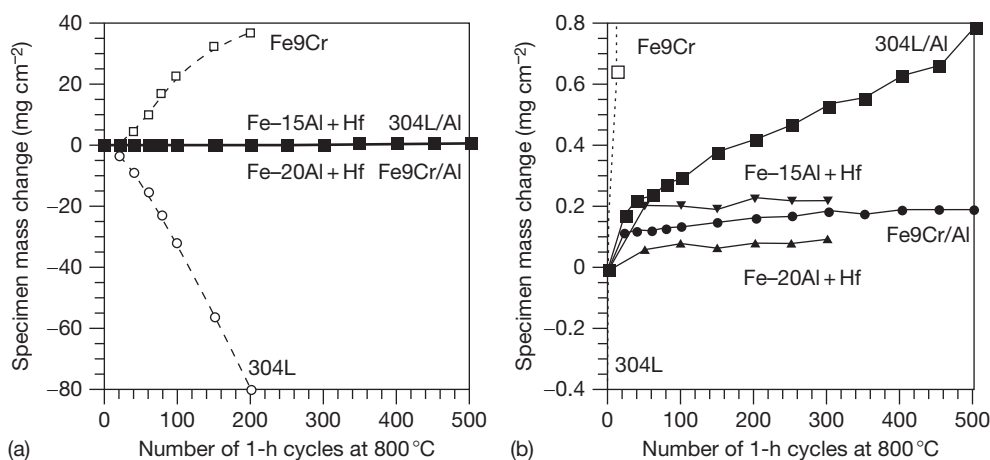 40
20
0
−20
−40
−60
−80
Specimen mass change (mg cm−2)
Fe9Cr
Fe–15Al + Hf 304L/Al
Fe–20Al + Hf Fe9Cr/Al
304L
0 100 200 300 400 500
(a) Number of 1-h cycles at 800 °C
0.8
0.6
0.4
0.2
0
−0.2
−0.4
Specimen mass change (mg cm−2)
Fe9Cr
304L/Al
Fe–15Al + Hf
Fe9Cr/Al
Fe–20Al + Hf
304L
0 100 200 300 400 500
(b) Number of 1-h cycles at 800 °C